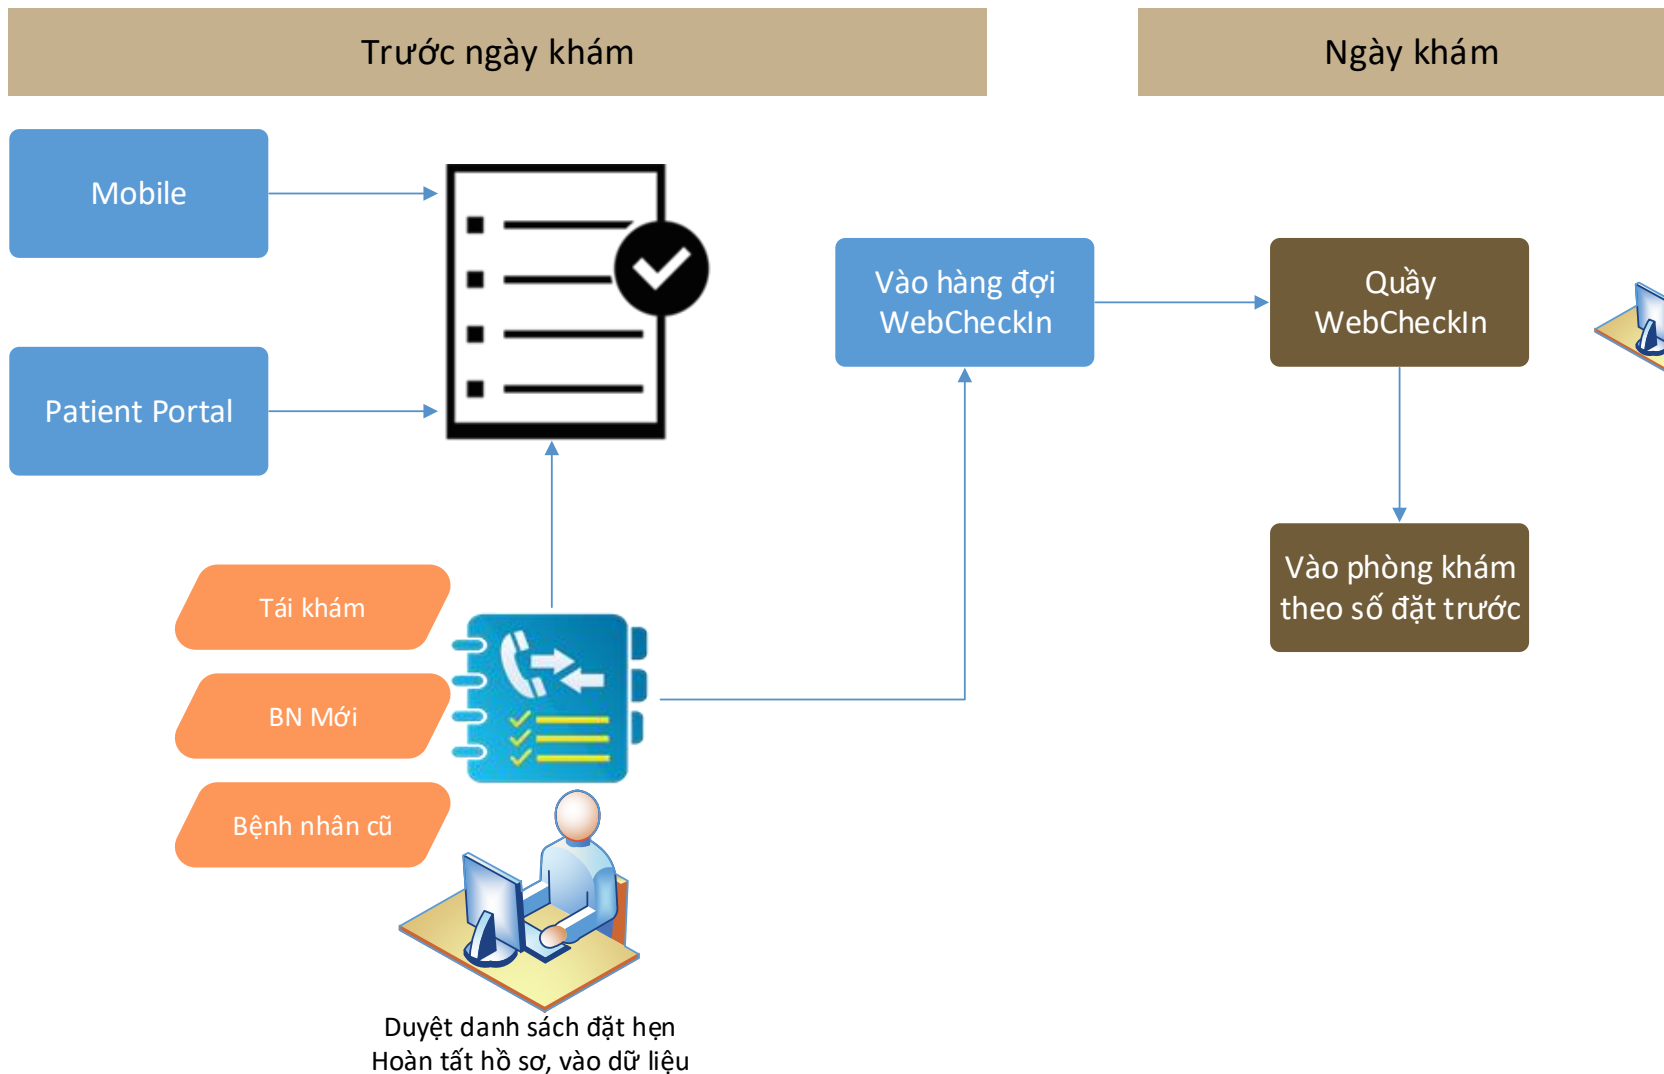 Trước ngày khám
Ngày khám
Mobile
Patient Portal
Vào hàng đợi
WebCheckIn
Quầy
WebCheckIn
Vào phòng khám
theo số đặt trước
Tái khám
BN Mới
Bệnh nhân cũ
Duyệt danh sách đặt hẹn
Hoàn tất hồ sơ, vào dữ liệu